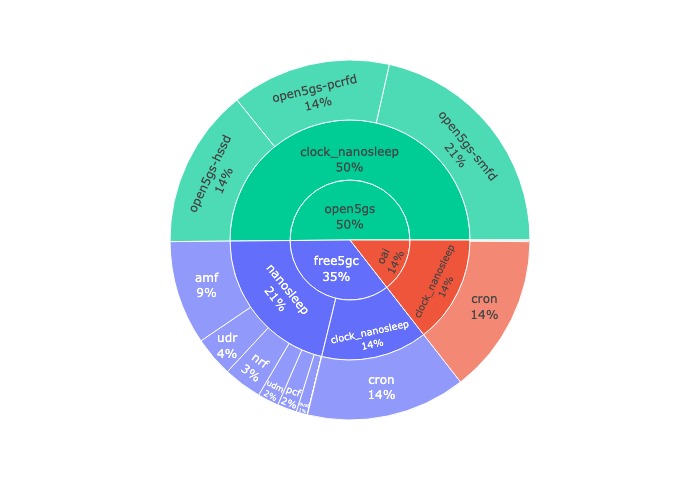 open5gs-pcrfd
14%
open5gs-smfd
21%
open5gs-hssd
14%
clock_nanosleep
50%
open5gs
50%
free5gc
35%
oai
14%
clock_nanosleep
14%
cron
14%
nanosleep
21%
clock_nanosleep
14%
amf
9%
udr
4%
nrf
3%
udm
2%
pcf
2%
cron
14%